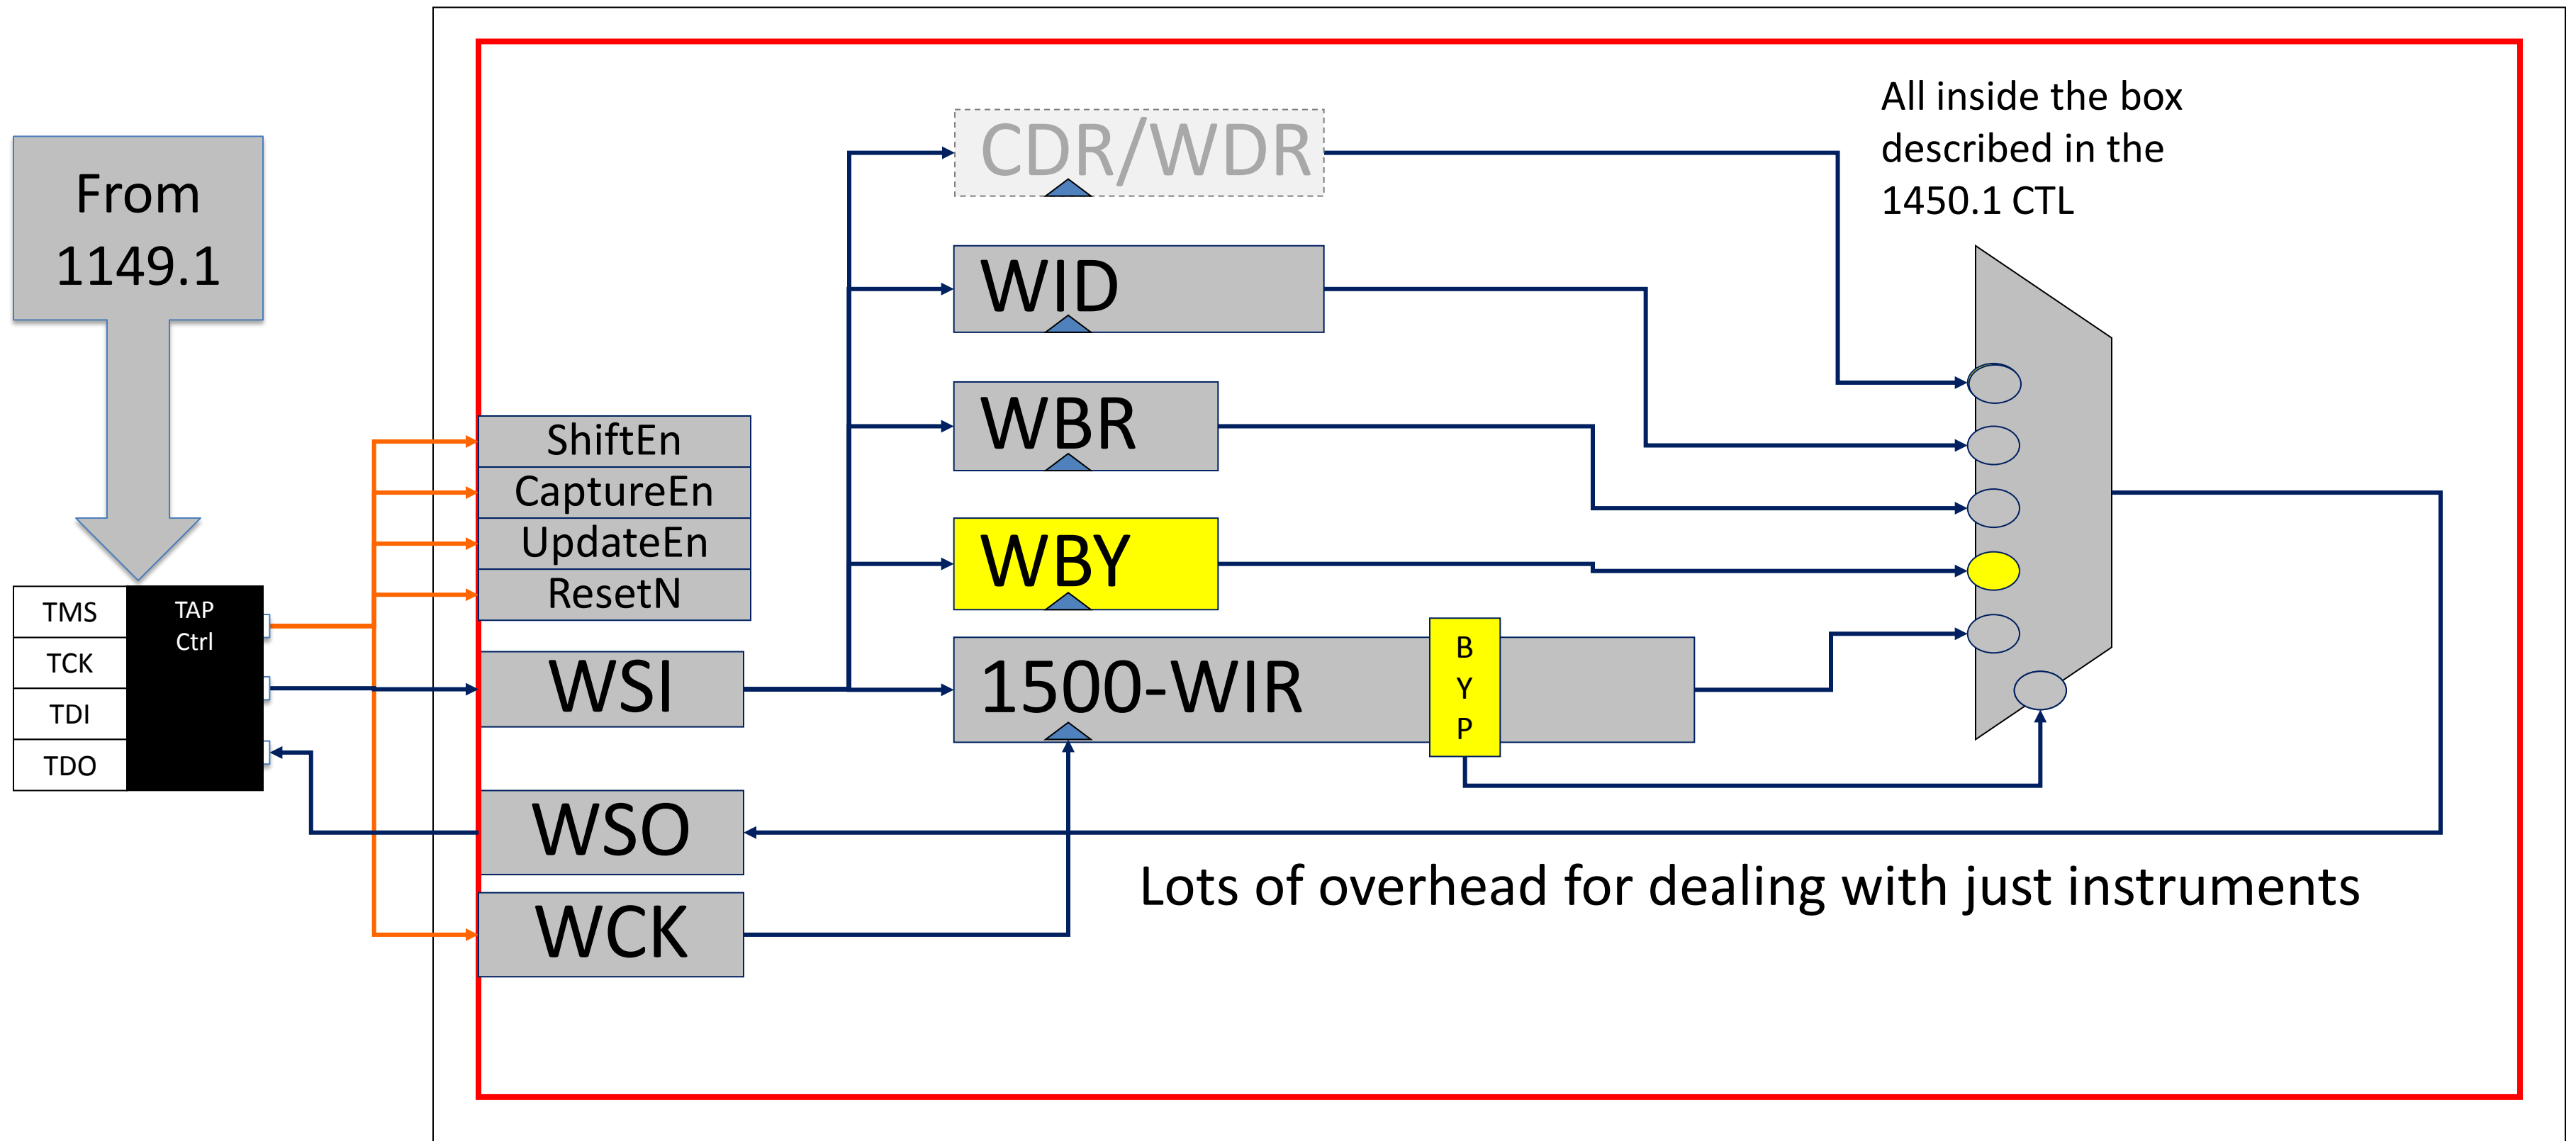 From
1149.1
TMS
TCK
TDI
TDO
TAP
Ctrl
ShiftEn
CaptureEn
UpdateEn
ResetN
WSI
WSO
WCK
CDR/WDR
WID
WBR
WBY
1500-WIR
B
Y
P
All inside the box
described in the
1450.1 CTL
Lots of overhead for dealing with just instruments